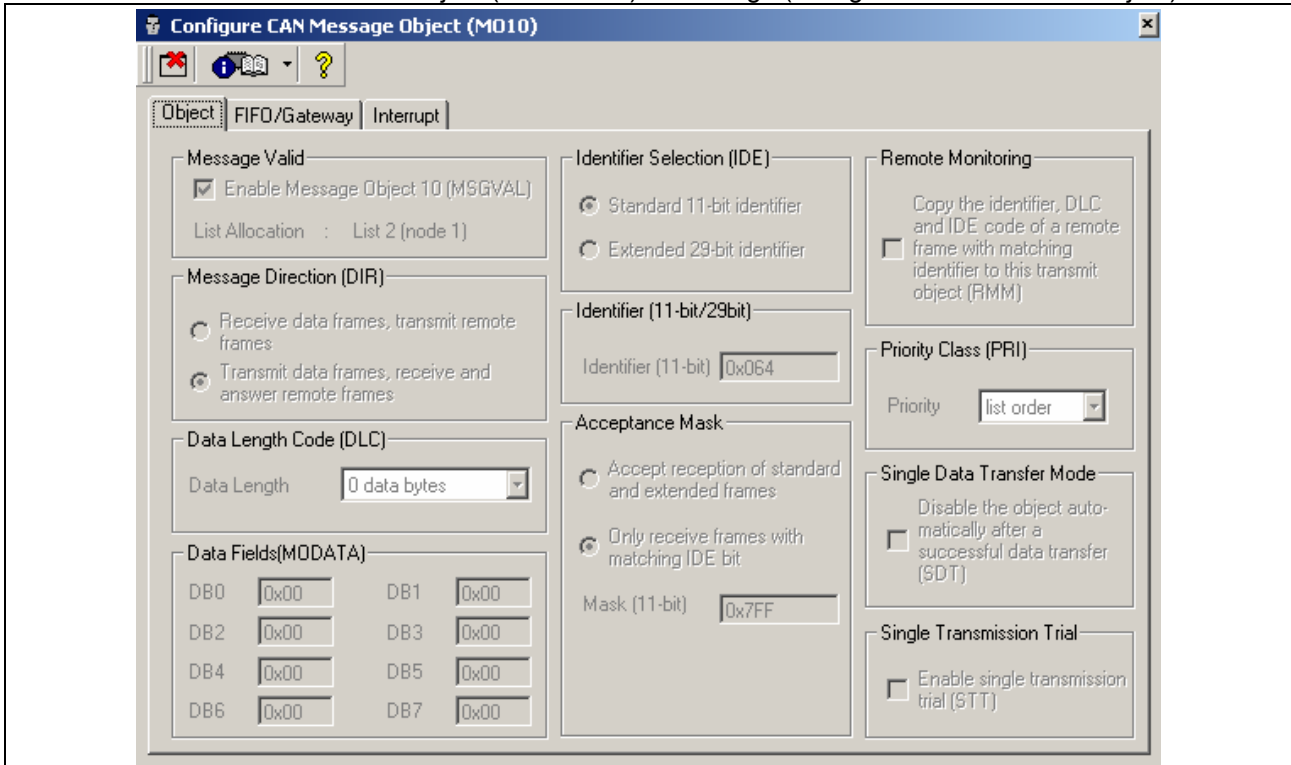 Configure CAN Message Object (MO10)
Object
FIFO/Gateway
Interrupt
Message Valid
Enable Message Object 10 (MSGVAL)
List Allocation : List 2 (node 1)
Message Direction (DIR)
Receive data frames, transmit remote
frames
Transmit data frames, receive and
answer remote frames
Data Length Code (DLC)
Data Length 0 data bytes
Data Fields(MODATA)
DB0 0x00 DB1 0x00
DB2 0x00 DB3 0x00
DB4 0x00 DB5 0x00
DB6 0x00 DB7 0x00
Identifier Selection (IDE)
Standard 11-bit identifier
Extended 29-bit identifier
Identifier (11-bit/29bit)
Identifier (11-bit) 0x064
Acceptance Mask
Accept reception of standard
and extended frames
Only receive frames with
matching IDE bit
Mask (11-bit) 0x7FF
Remote Monitoring
Copy the identifier, DLC
and IDE code of a remote
frame with matching
identifier to this transmit
object (RMM)
Priority Class (PRI)
Priority list order
Single Data Transfer Mode
Disable the object auto-
matically after a
successful data transfer
(SDT)
Single Transmission Trial
Enable single transmission
trial (STT)